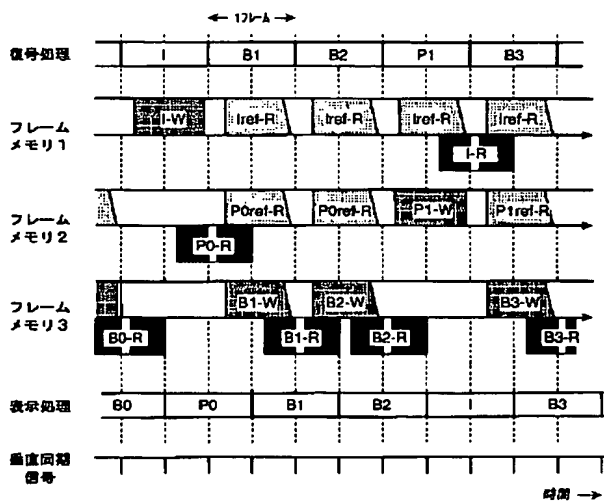 ← 1フレーム →
復号処理 I B1 B2 P1 B3
フレームメモリ1 I-W Iref-R Iref-R Iref-R Iref-R
I-R
フレームメモリ2 P0ref-R P0ref-R P1-W P1ref-R
P0-R
フレームメモリ3 B1-W B2-W B3-W
B0-R B1-R B2-R B3-R
表示処理 B0 P0 B1 B2 I B3
垂直同期信号
時間 →